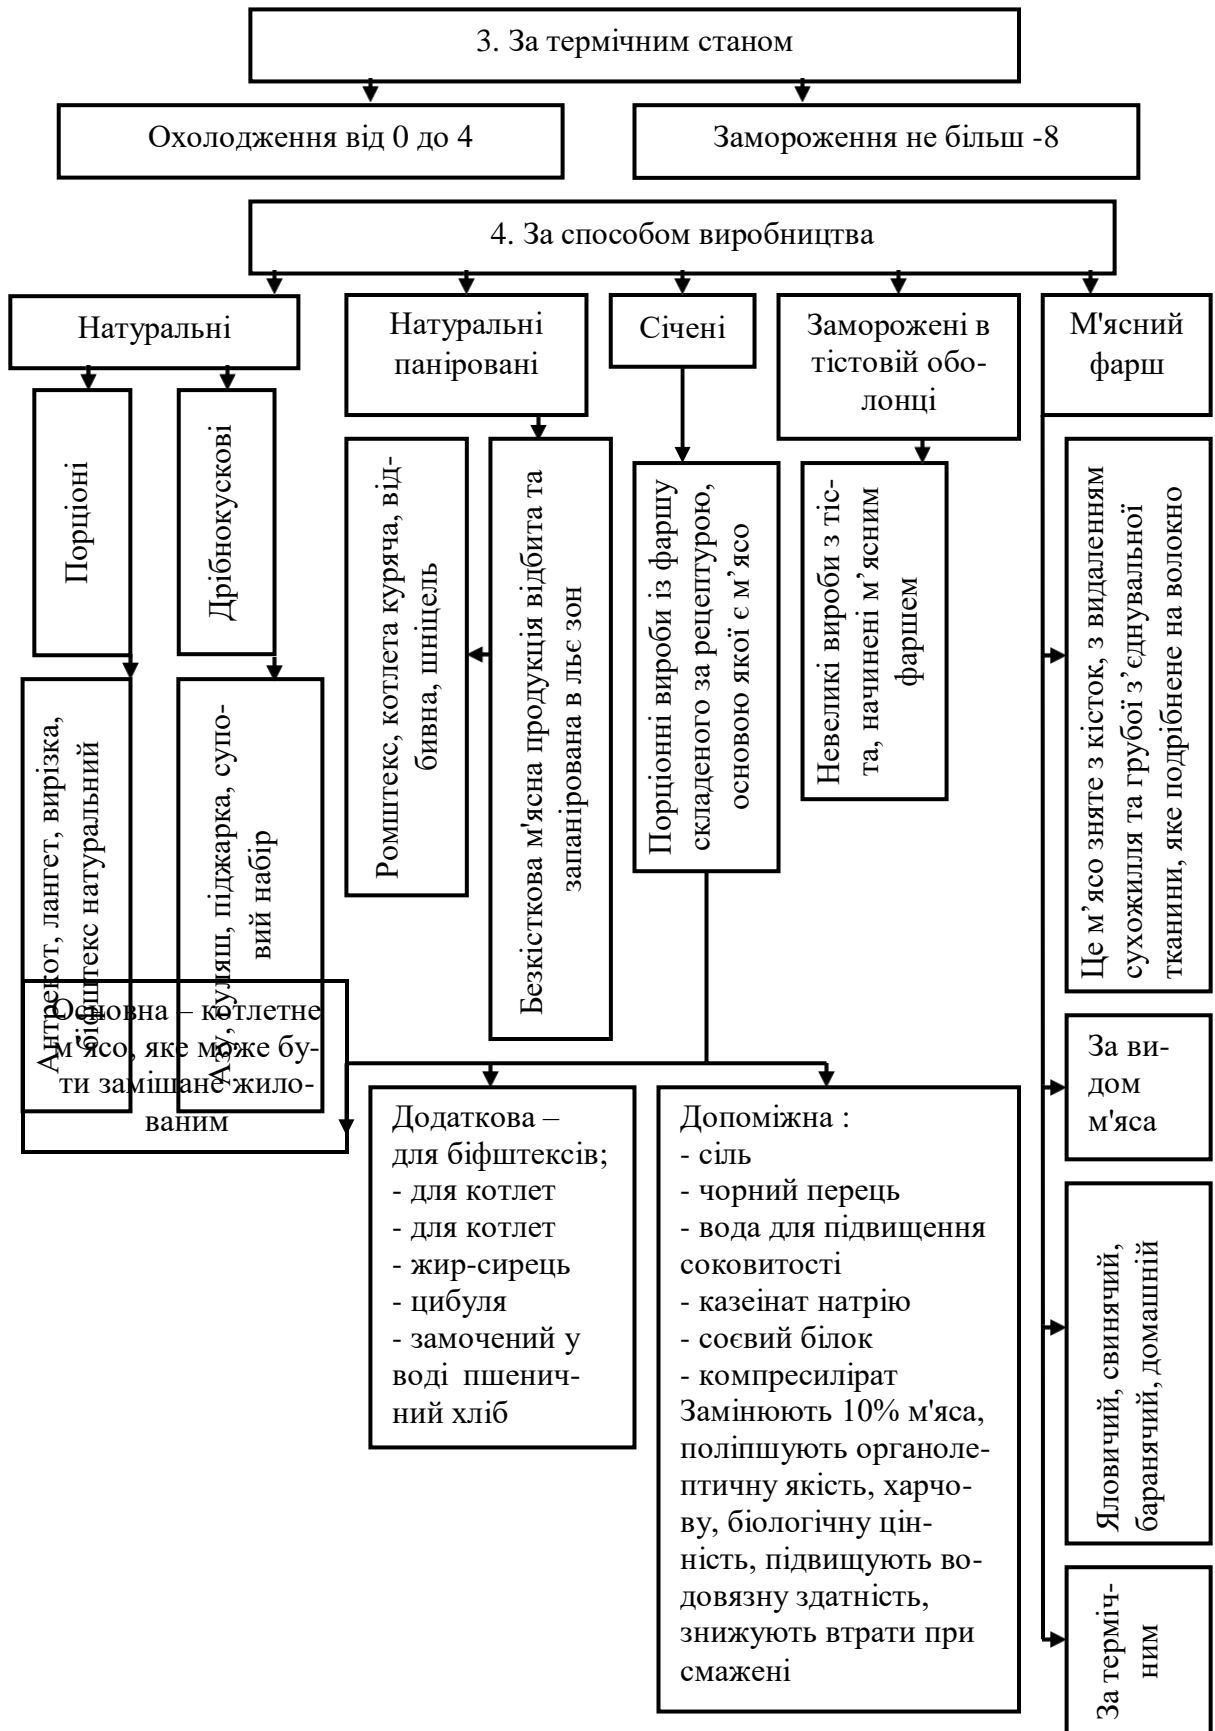 3. За термічним станом
Охолодження від 0 до 4
Замороження не більш -8
4. За способом виробництва
Натуральні
Натуральні
паніровані
Січені
Заморожені в
тістовій обо-
лонці
М'ясний
фарш
Порціоні
Дрібнокускові
Антрекот, лангет, вирізка,
біфштекс натуральний
Азу, гуляш, піджарка, супо-
вий набір
Ромштекс, котлета куряча, від-
бивна, шніцель
Безкісткова м'ясна продукція відбита та
запанірована в льє зон
Порціонні вироби із фаршу
складеного за рецептурою,
основою якої є м’ясо
Невеликі вироби з тіс-
та, начинені м’ясним
фаршем
Це м’ясо зняте з кісток, з видаленням
сухожилля та грубої з’єднувальної
тканини, яке подрібнене на волокно
Основна – котлетне
м’ясо, яке може бу-
ти замішане жило-
ваним
Додаткова –
для біфштексів;
- для котлет
- для котлет
- жир-сирець
- цибуля
- замочений у
воді пшенич-
ний хліб
Допоміжна :
- сіль
- чорний перець
- вода для підвищення
соковитості
- казеінат натрію
- соєвий білок
- компресилірат
Замінюють 10% м'яса,
поліпшують органоле-
птичну якість, харчо-
ву, біологічну цін-
ність, підвищують во-
довязну здатність,
знижують втрати при
смажені
За ви-
дом
м'яса
Яловичий, свинячий,
баранячий, домашній
За терміч-
ним